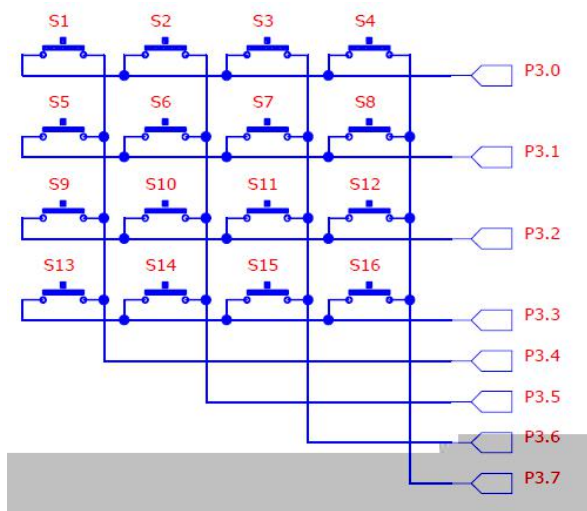 S1 S2 S3 S4
P3.0
S5 S6 S7 S8
P3.1
S9 S10 S11 S12
P3.2
S13 S14 S15 S16
P3.3
P3.4
P3.5
P3.6
P3.7